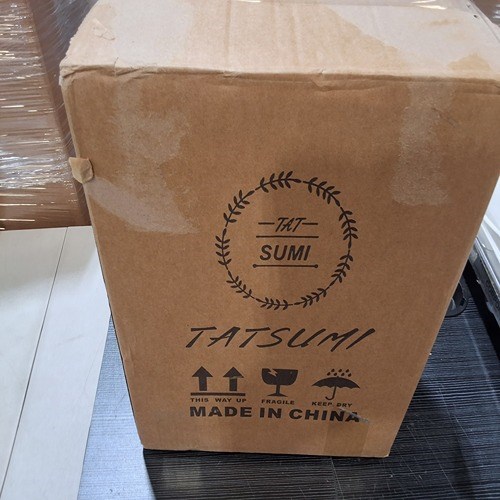 TAT
SUMI
TATSUMI
THIS WAY UP FRAGILE KEEP DRY
MADE IN CHINA